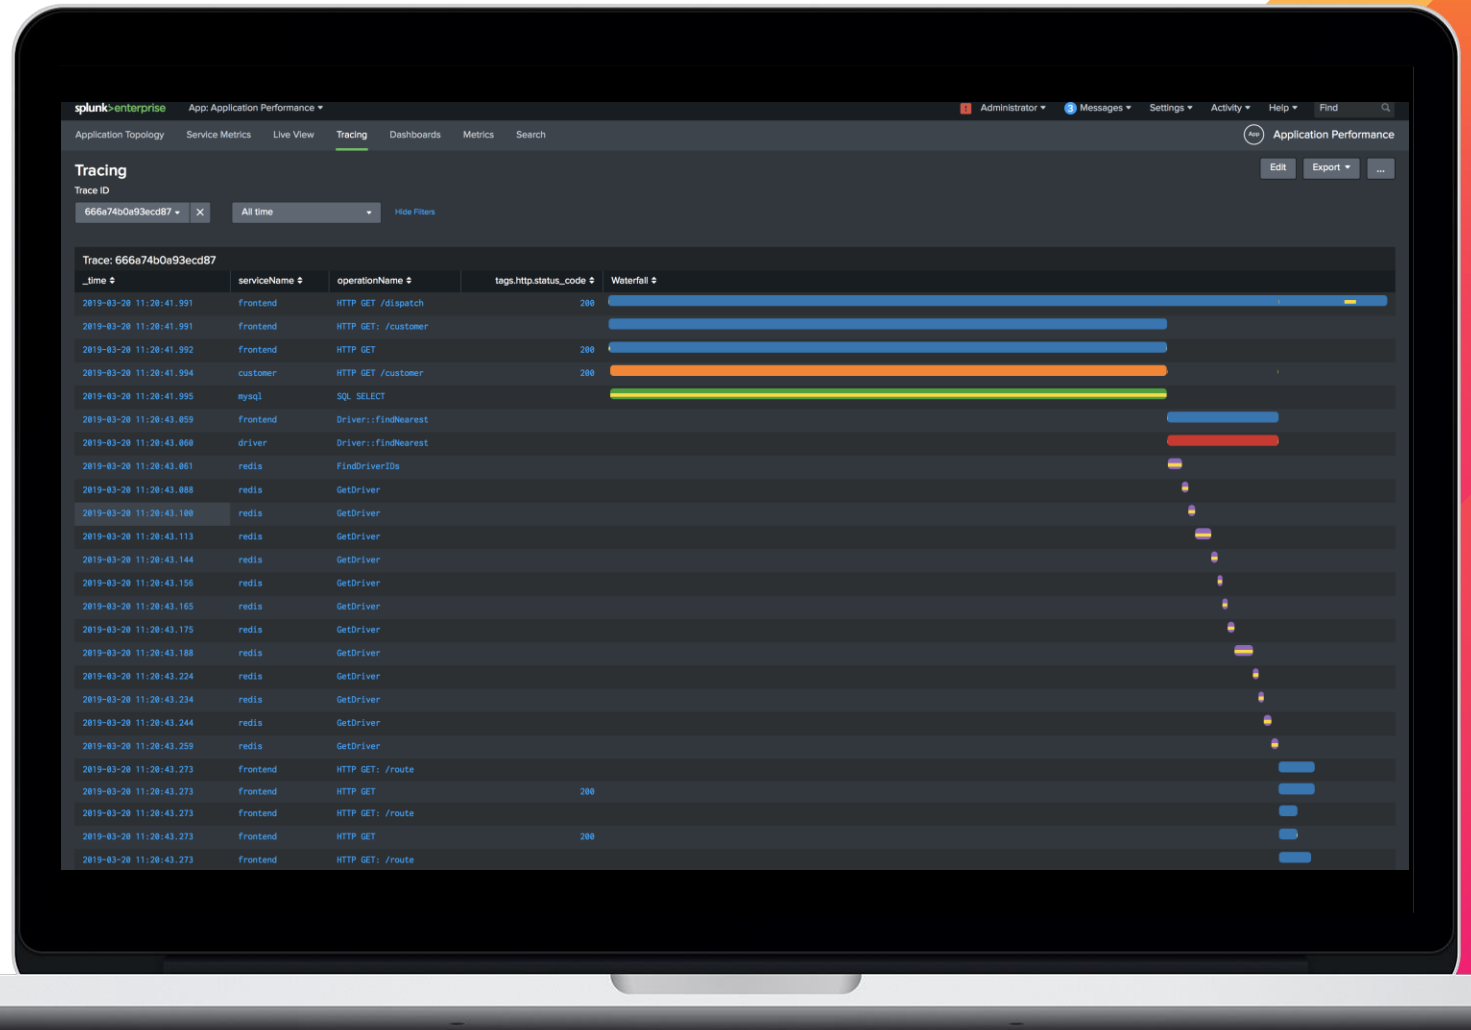 splunk>enterprise App: Application Performance Administrator 3 Messages Settings Activity Help Find
Application Topology Service Metrics Live View Tracing Dashboards Metrics Search App Application Performance
Tracing Edit Export ...
Trace ID
666a74b0a93ecd87 All time Hide Filters
Trace: 666a74b0a93ecd87
_time serviceName operationName tags.http.status_code Waterfall
2019-03-20 11:20:41.991 frontend HTTP GET /dispatch 200
2019-03-20 11:20:41.991 frontend HTTP GET: /customer
2019-03-20 11:20:41.992 frontend HTTP GET 200
2019-03-20 11:20:41.994 customer HTTP GET /customer 200
2019-03-20 11:20:41.995 mysql SQL SELECT
2019-03-20 11:20:43.059 frontend Driver::findNearest
2019-03-20 11:20:43.060 driver Driver::findNearest
2019-03-20 11:20:43.061 redis FindDriverIDs
2019-03-20 11:20:43.088 redis GetDriver
2019-03-20 11:20:43.100 redis GetDriver
2019-03-20 11:20:43.113 redis GetDriver
2019-03-20 11:20:43.144 redis GetDriver
2019-03-20 11:20:43.156 redis GetDriver
2019-03-20 11:20:43.165 redis GetDriver
2019-03-20 11:20:43.175 redis GetDriver
2019-03-20 11:20:43.188 redis GetDriver
2019-03-20 11:20:43.224 redis GetDriver
2019-03-20 11:20:43.234 redis GetDriver
2019-03-20 11:20:43.244 redis GetDriver
2019-03-20 11:20:43.259 redis GetDriver
2019-03-20 11:20:43.273 frontend HTTP GET: /route
2019-03-20 11:20:43.273 frontend HTTP GET 200
2019-03-20 11:20:43.273 frontend HTTP GET: /route
2019-03-20 11:20:43.273 frontend HTTP GET 200
2019-03-20 11:20:43.273 frontend HTTP GET: /route